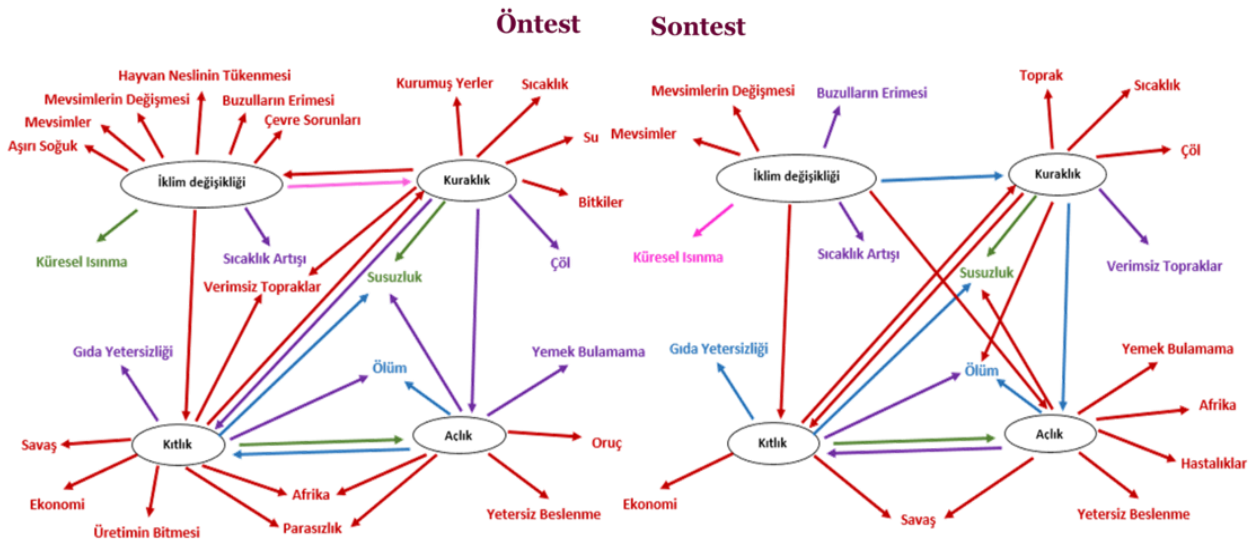 Öntest
Sontest
Hayvan Neslinin Tükenmesi
Mevsimlerin Değişmesi
Buzulların Erimesi
Mevsimler
Çevre Sorunları
Aşırı Soğuk
Kurumuş Yerler
Sıcaklık
Su
İklim değişikliği
Kuraklık
Bitkiler
Küresel Isınma
Sıcaklık Artışı
Susuzluk
Çöl
Verimsiz Topraklar
Gıda Yetersizliği
Ölüm
Yemek Bulamama
Kıtlık
Açlık
Savaş
Oruç
Ekonomi
Afrika
Yetersiz Beslenme
Üretimin Bitmesi
Parasızlık
Mevsimlerin Değişmesi
Buzulların Erimesi
Mevsimler
Toprak
Sıcaklık
Çöl
İklim değişikliği
Kuraklık
Küresel Isınma
Sıcaklık Artışı
Susuzluk
Verimsiz Topraklar
Gıda Yetersizliği
Ölüm
Yemek Bulamama
Afrika
Kıtlık
Açlık
Hastalıklar
Ekonomi
Savaş
Yetersiz Beslenme